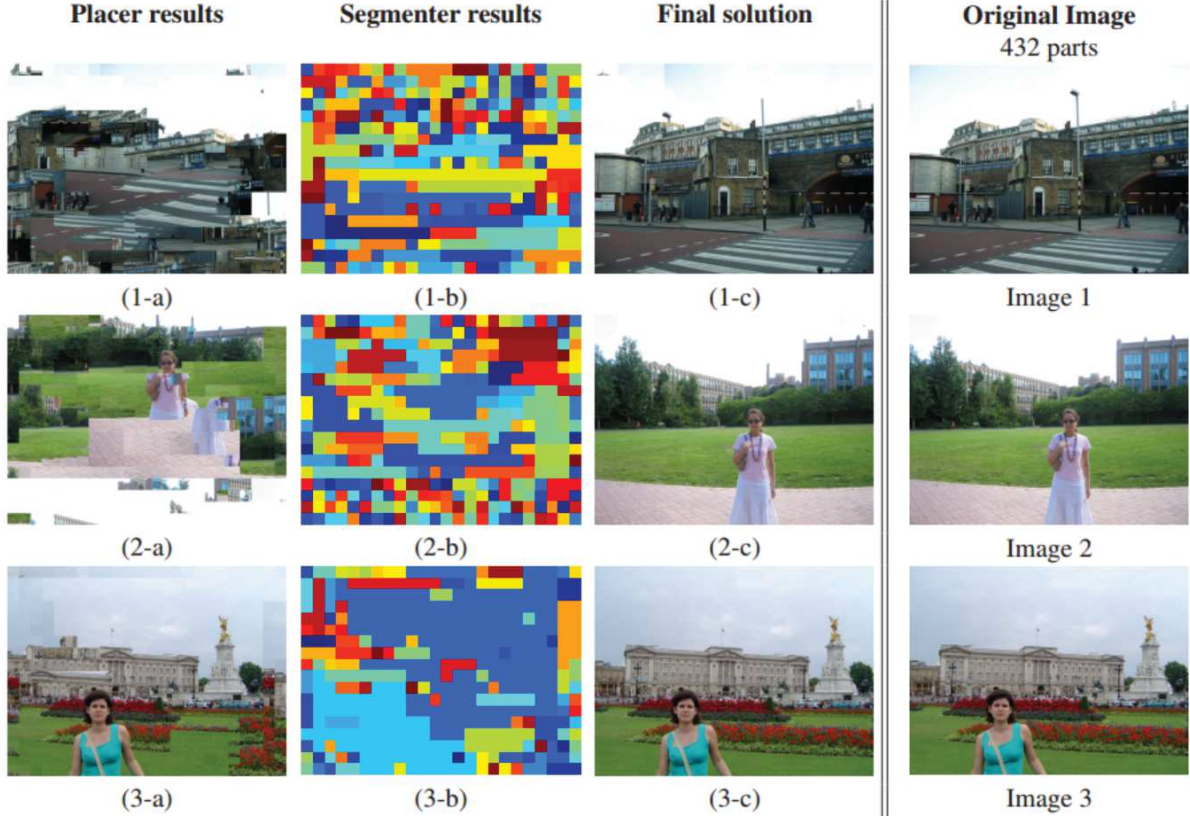 Placer results
Segmenter results
Final solution
Original Image
432 parts
(1-a)
(1-b)
(1-c)
Image 1
(2-a)
(2-b)
(2-c)
Image 2
(3-a)
(3-b)
(3-c)
Image 3